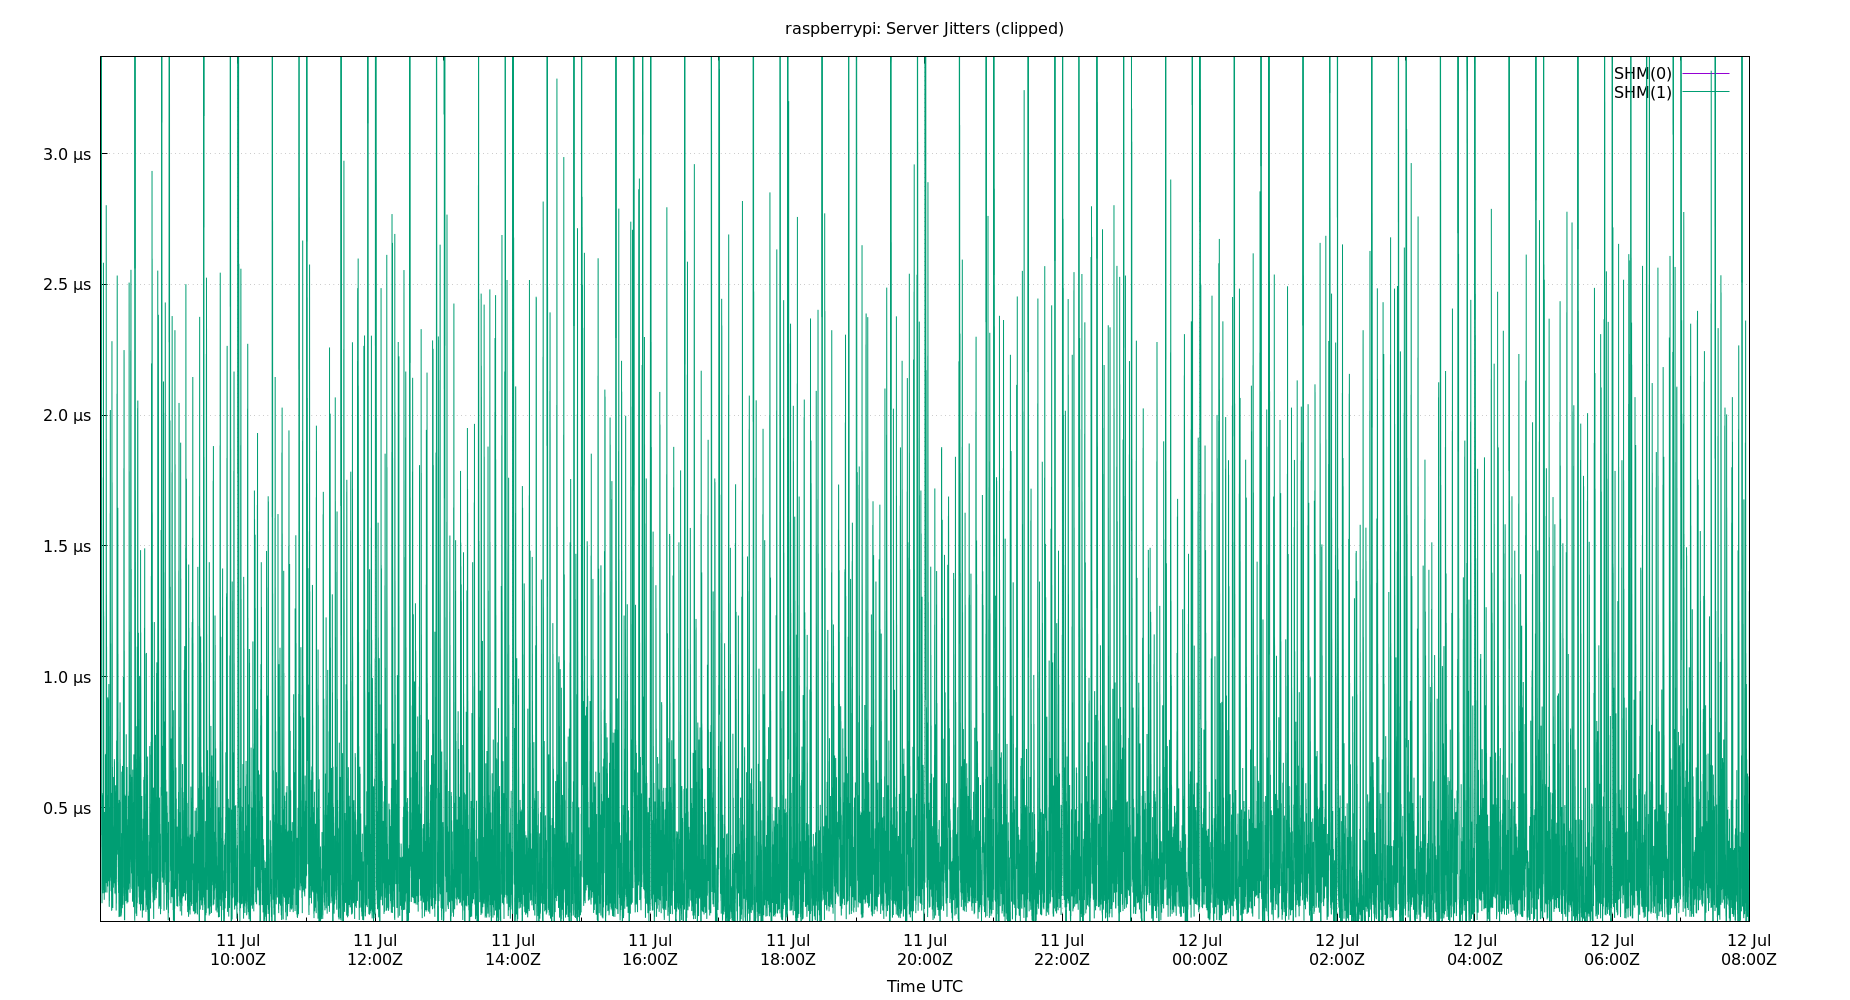 raspberrypi: Server Jitters (clipped)
SHM(0)
SHM(1)
3.0 µs
2.5 µs
2.0 µs
1.5 µs
1.0 µs
0.5 µs
11 Jul 11 Jul 11 Jul 11 Jul 11 Jul 11 Jul 11 Jul 12 Jul 12 Jul 12 Jul 12 Jul 12 Jul
10:00Z 12:00Z 14:00Z 16:00Z 18:00Z 20:00Z 22:00Z 00:00Z 02:00Z 04:00Z 06:00Z 08:00Z
Time UTC